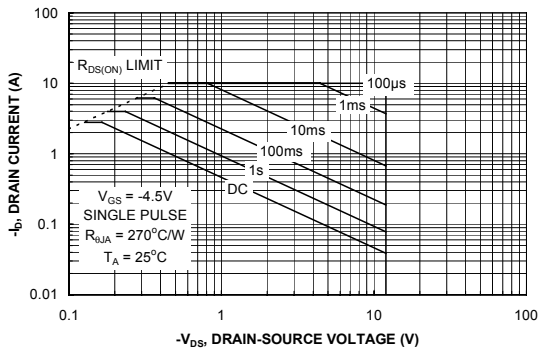 100
10
1
0.1
0.01
-I_D, DRAIN CURRENT (A)
R_DS(ON) LIMIT
100µs
1ms
10ms
100ms
1s
DC
V_GS = -4.5V
SINGLE PULSE
R_θJA = 270°C/W
T_A = 25°C
0.1
1
10
100
-V_DS, DRAIN-SOURCE VOLTAGE (V)